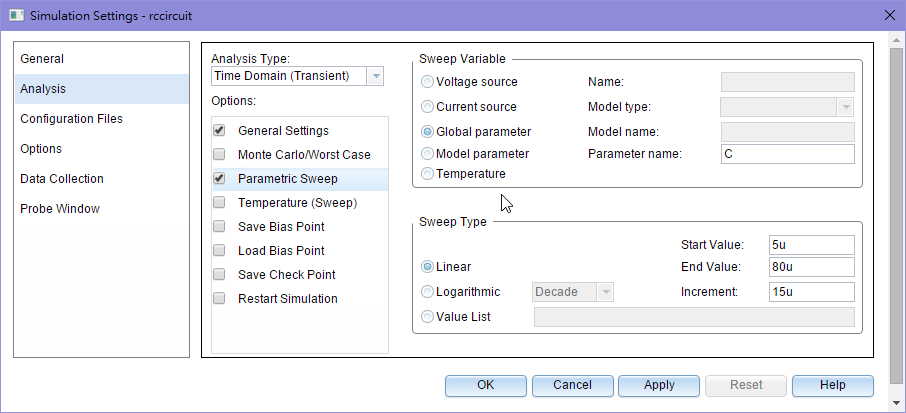 Simulation Settings - rccircuit
General
Analysis
Configuration Files
Options
Data Collection
Probe Window
Analysis Type:
Time Domain (Transient)
Options:
General Settings
Monte Carlo/Worst Case
Parametric Sweep
Temperature (Sweep)
Save Bias Point
Load Bias Point
Save Check Point
Restart Simulation
Sweep Variable
Voltage source Name:
Current source Model type:
Global parameter Model name:
Model parameter Parameter name: C
Temperature
Sweep Type
Start Value: 5u
Linear End Value: 80u
Logarithmic Decade Increment: 15u
Value List
OK Cancel Apply Reset Help